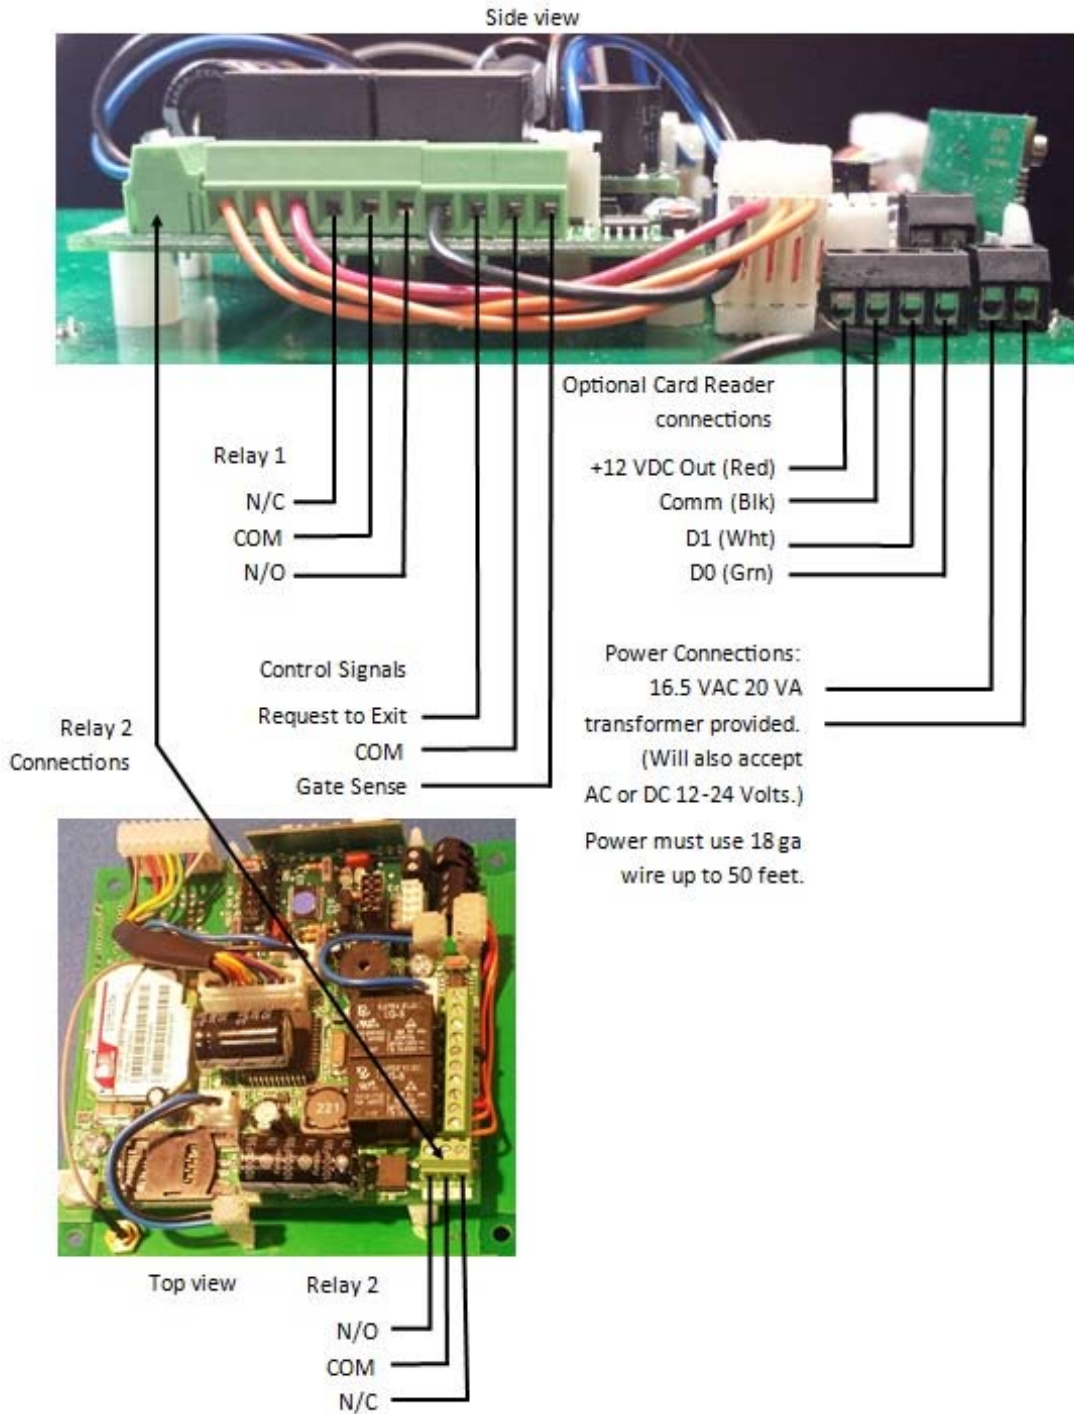 Side view
Optional Card Reader
connections
+12 VDC Out (Red)
Comm (Blk)
D1 (Wht)
D0 (Grn)
Relay 1
N/C
COM
N/O
Control Signals
Request to Exit
COM
Gate Sense
Power Connections:
16.5 VAC 20 VA
transformer provided.
(Will also accept
AC or DC 12-24 Volts.)
Power must use 18 ga
wire up to 50 feet.
Relay 2
Connections
221
Top view
Relay 2
N/O
COM
N/C